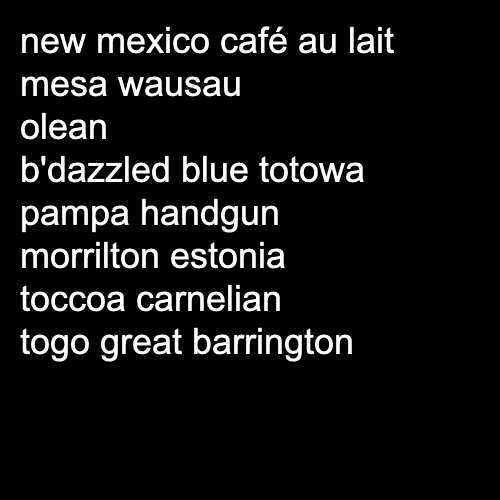 new mexico café au lait
mesa wausau
olean
b'dazzled blue totowa
pampa handgun
morrilton estonia
toccoa carnelian
togo great barrington